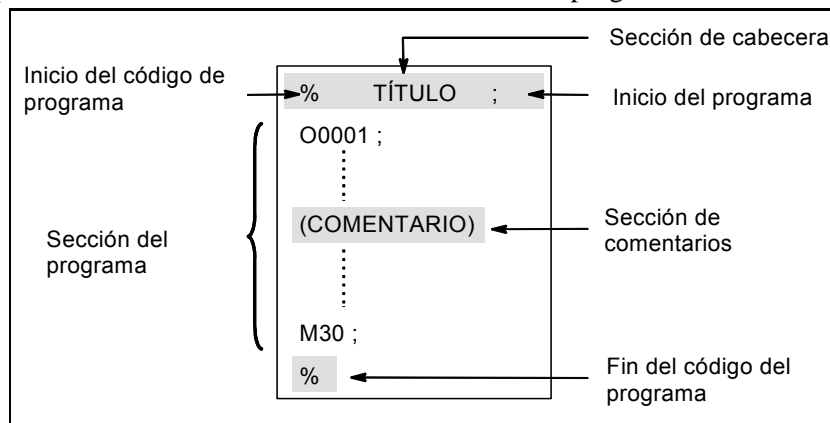 Sección de cabecera
Inicio del código de
programa
% TÍTULO ;
Inicio del programa
O0001 ;
(COMENTARIO)
Sección de
comentarios
Sección del
programa
M30 ;
%
Fin del código del
programa